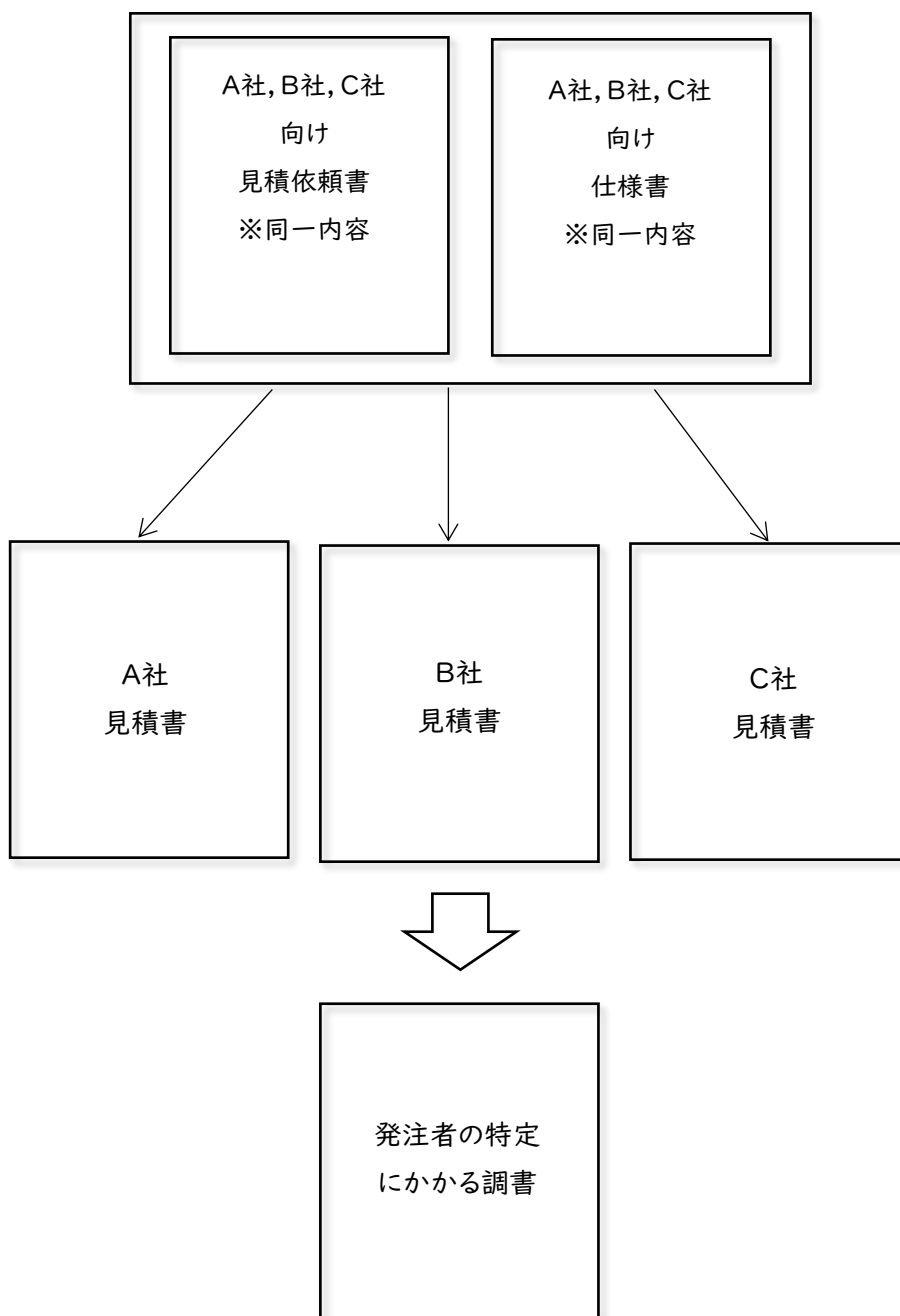 A社,B社,C社
向け
見積依頼書
※同一内容
A社,B社,C社
向け
仕様書
※同一内容
A社
見積書
B社
見積書
C社
見積書
発注者の特定
にかかる調書